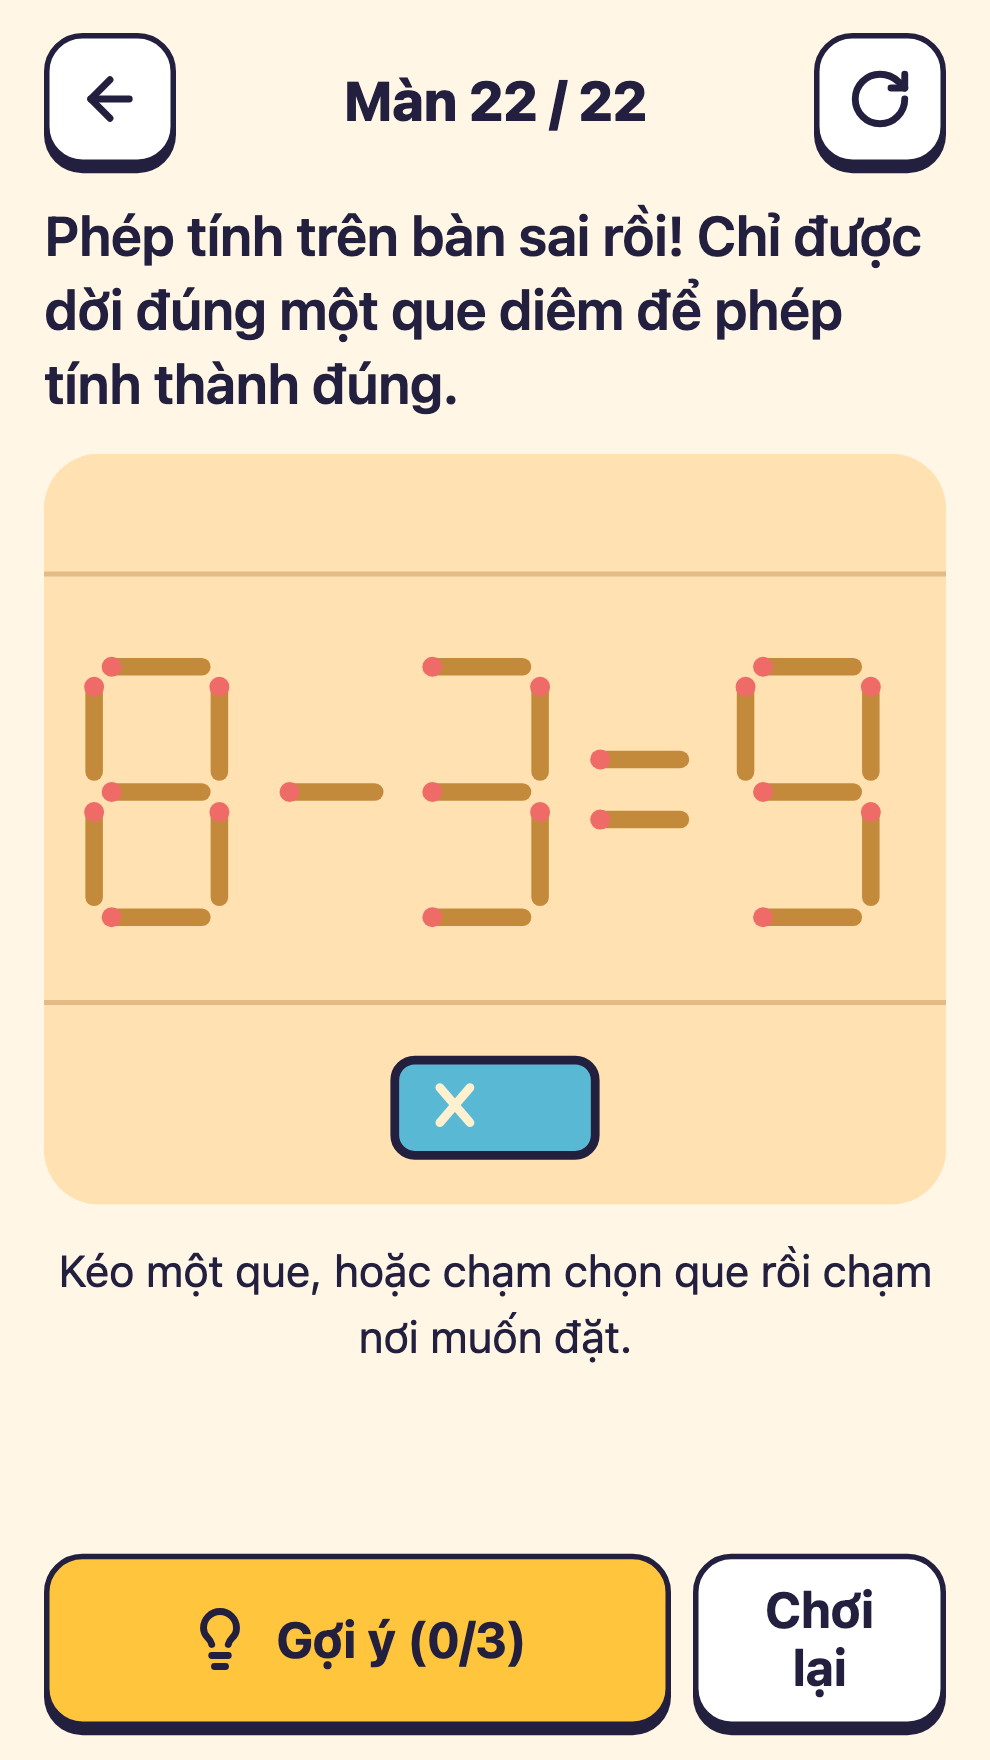 Màn 22 / 22
Phép tính trên bàn sai rồi! Chỉ được
dời đúng một que diêm để phép
tính thành đúng.
8 - 3 = 9
Kéo một que, hoặc chạm chọn que rồi chạm
nơi muốn đặt.
Gợi ý (0/3)
Chơi
lại